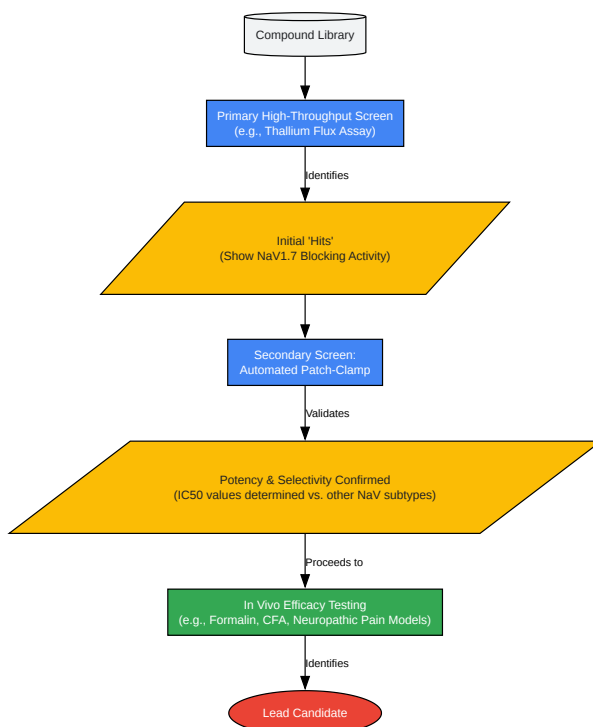 Compound Library
Primary High-Throughput Screen
(e.g., Thallium Flux Assay)
Identifies
Initial 'Hits'
(Show NaV1.7 Blocking Activity)
Secondary Screen:
Automated Patch-Clamp
Validates
Potency & Selectivity Confirmed
(IC50 values determined vs. other NaV subtypes)
Proceeds to
In Vivo Efficacy Testing
(e.g., Formalin, CFA, Neuropathic Pain Models)
Identifies
Lead Candidate